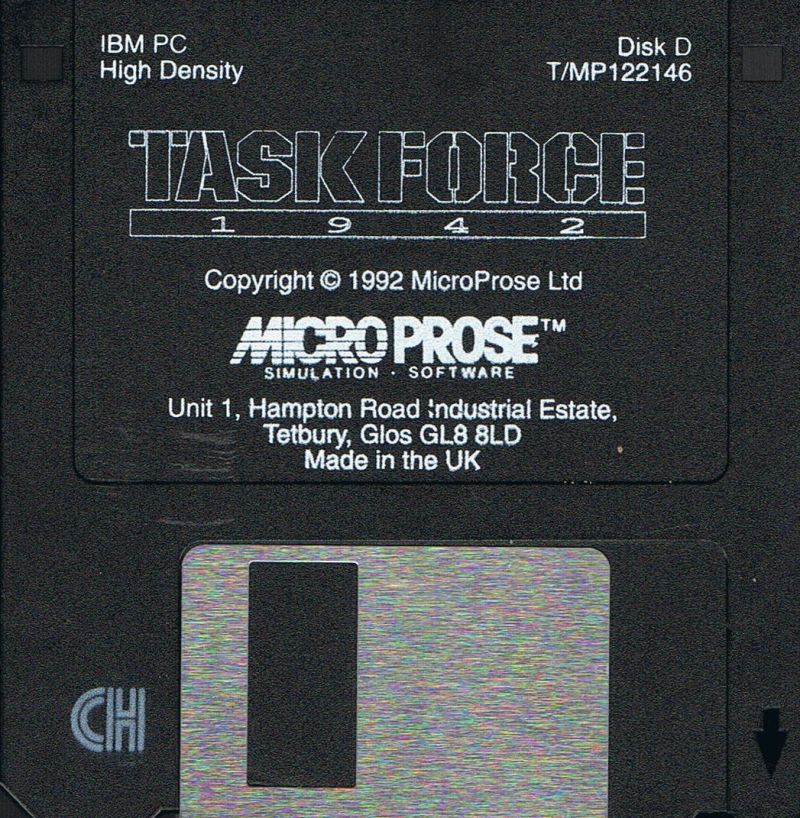 IBM PC
High Density
Disk D
T/MP122146
TASK FORCE
1942
Copyright © 1992 MicroProse Ltd
MICRO PROSE™
SIMULATION · SOFTWARE
Unit 1, Hampton Road Industrial Estate,
Tetbury, Glos GL8 8LD
Made in the UK
CH